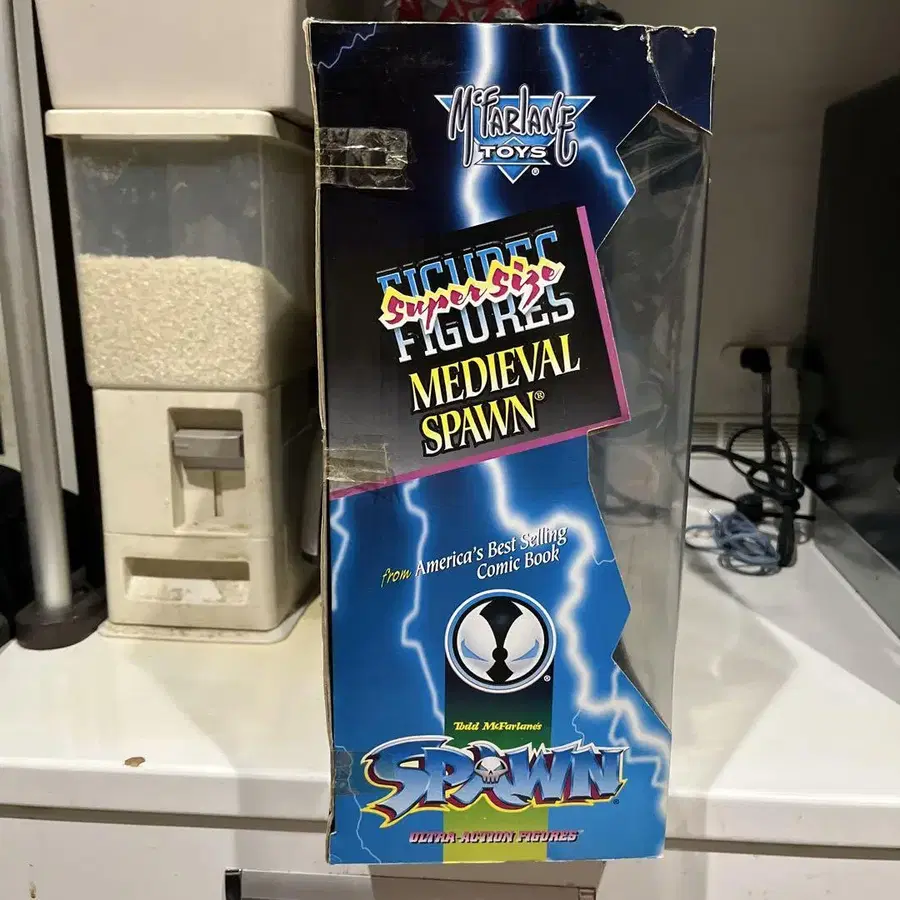 McFARLANE
TOYS
®
FIGURES
Super Size
FIGURES
MEDIEVAL
SPAWN®
from America's Best Selling
Comic Book
®
Todd McFarlane's
SPAWN
®
ULTRA-ACTION FIGURES